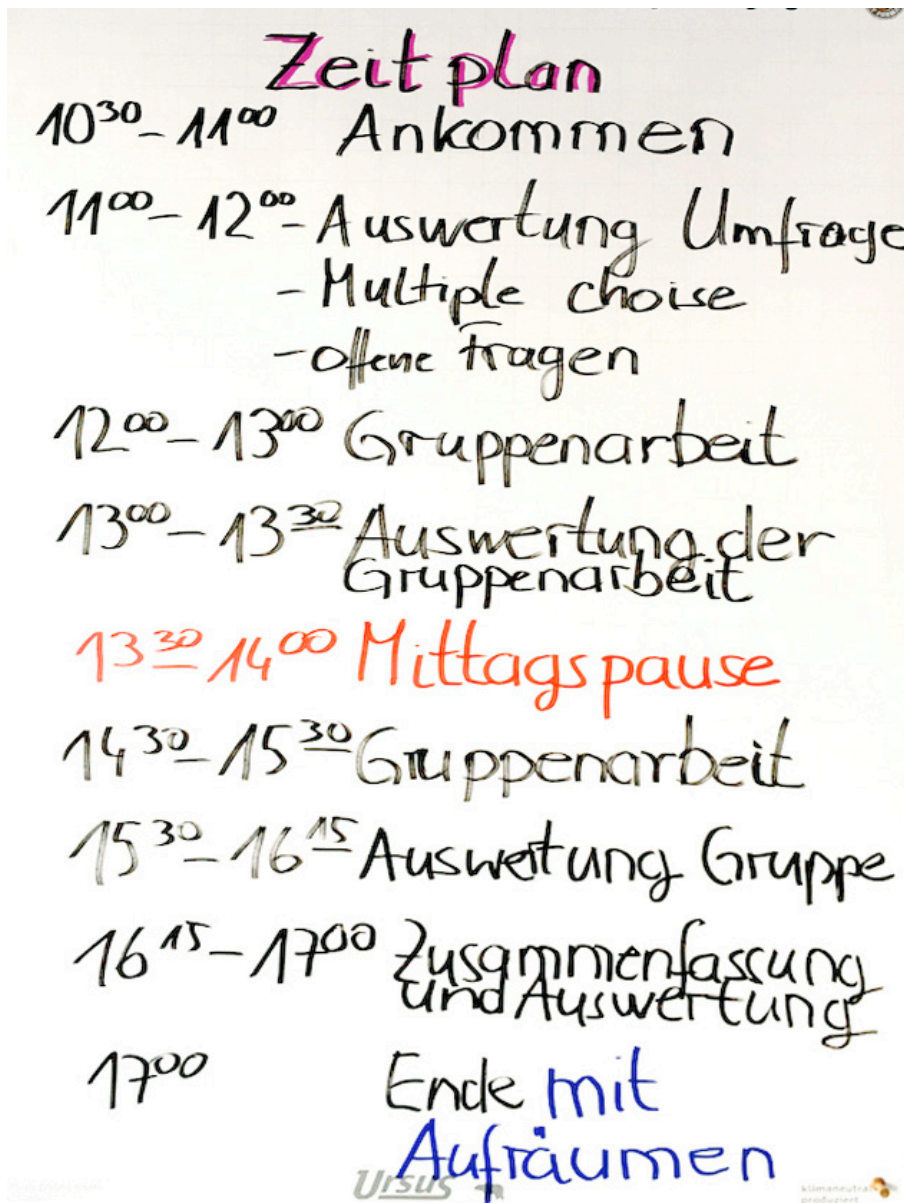 Zeitplan
10³⁰ - 11⁰⁰ Ankommen
11⁰⁰ - 12⁰⁰ - Auswertung Umfrage
- Multiple choise
- offene Fragen
12⁰⁰ - 13⁰⁰ Gruppenarbeit
13⁰⁰ - 13³⁰ Auswertung der
Gruppenarbeit
13³⁰ 14⁰⁰ Mittagspause
14³⁰ - 15³⁰ Gruppenarbeit
15³⁰ - 16¹⁵ Auswertung Gruppe
16¹⁵ - 17⁰⁰ Zusammenfassung
und Auswertung
17⁰⁰ Ende mit
Aufräumen
Ursus
klimaneutral
produziert